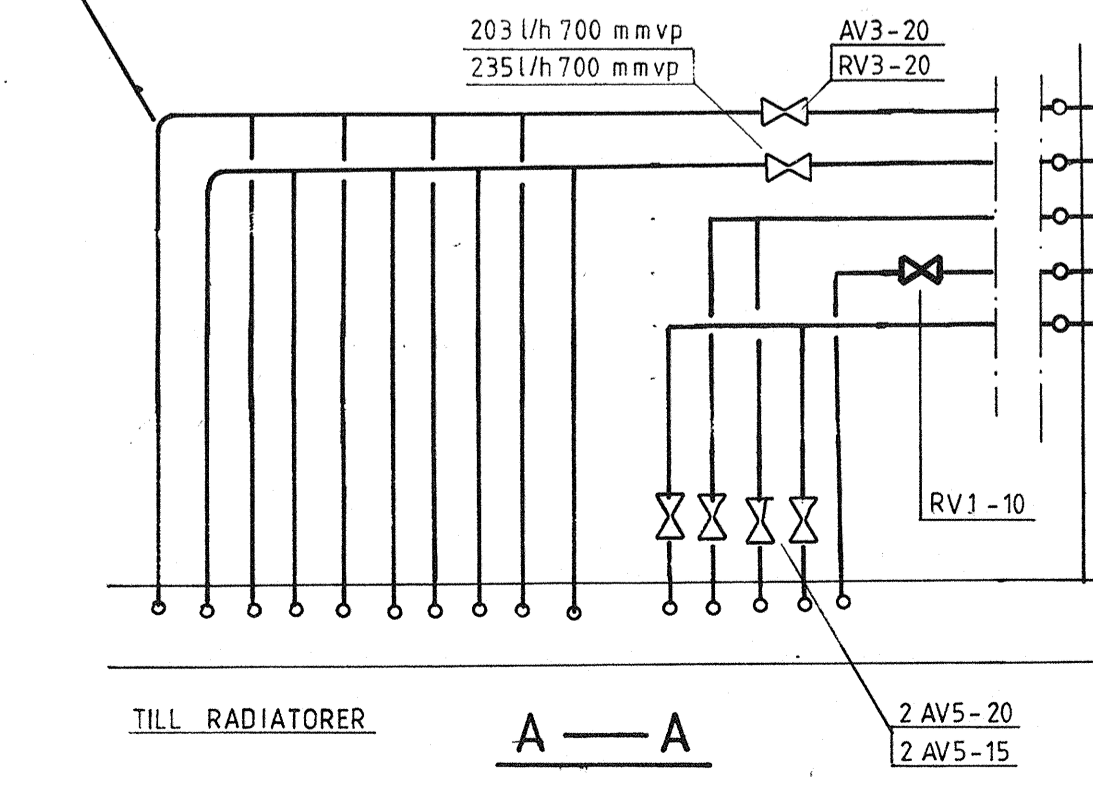 203 l/h 700 mmvp
235 l/h 700 mmvp
AV3-20
RV3-20
RV1-10
2 AV5-20
2 AV5-15
TILL RADIATORER
A — A